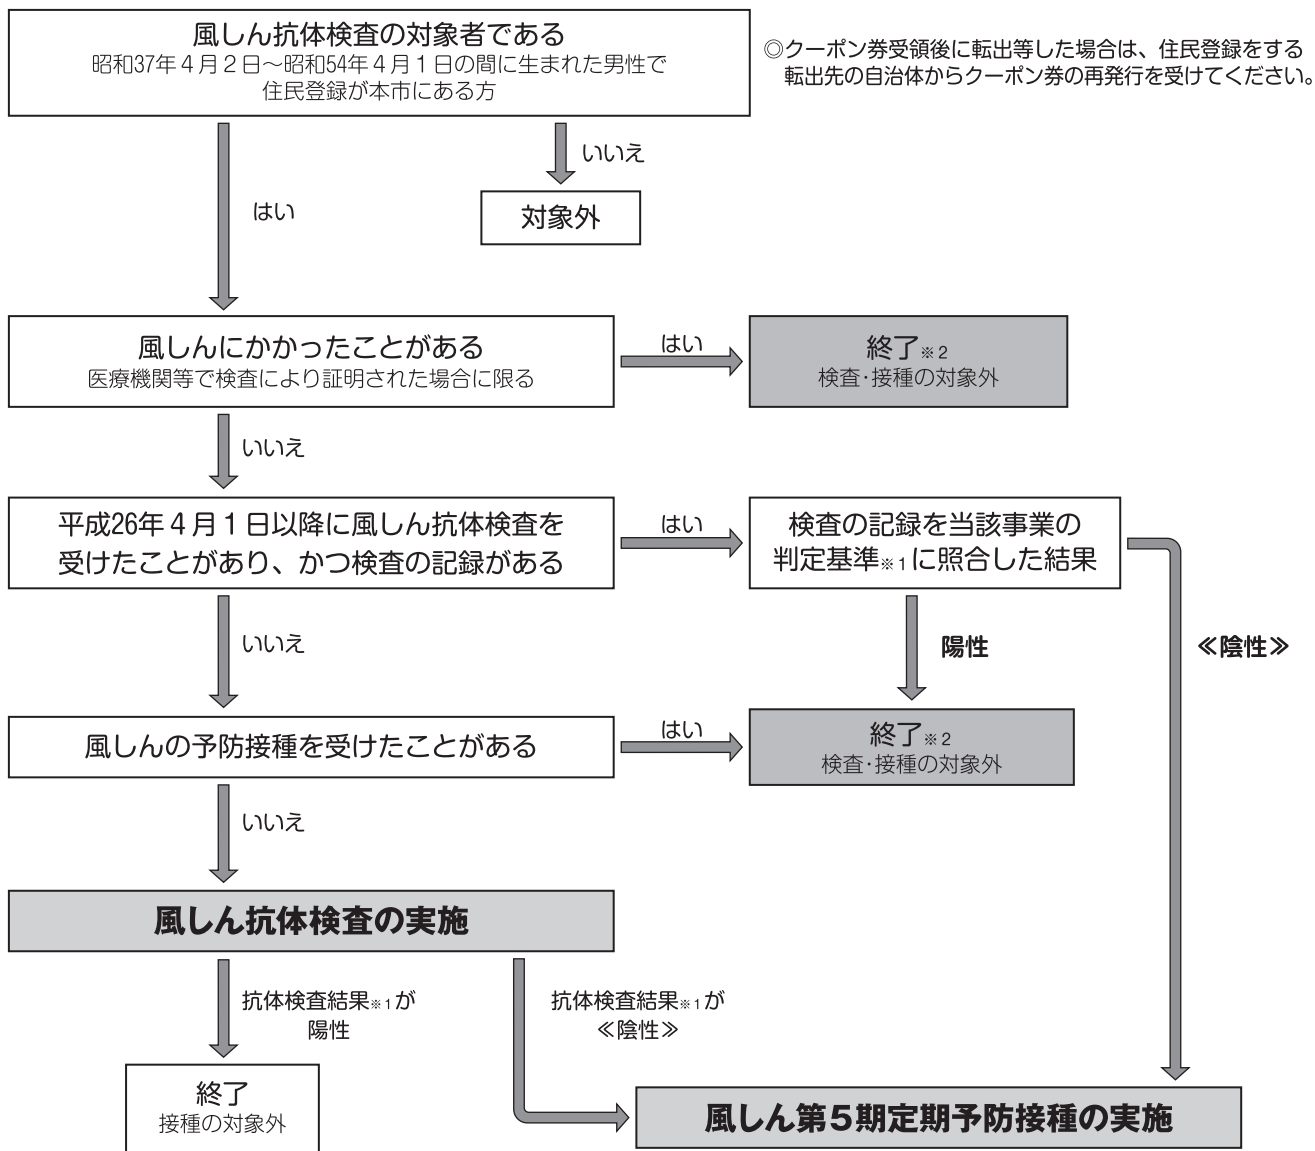 風しん抗体検査の対象者である
昭和37年4月2日～昭和54年4月1日の間に生まれた男性で
住民登録が本市にある方
◎クーポン券受領後に転出等した場合は、住民登録をする
転出先の自治体からクーポン券の再発行を受けてください。
いいえ
はい
対象外
風しんにかかったことがある
医療機関等で検査により証明された場合に限る
はい
終了※2
検査･接種の対象外
いいえ
平成26年4月1日以降に風しん抗体検査を
受けたことがあり、かつ検査の記録がある
はい
検査の記録を当該事業の
判定基準※1に照合した結果
いいえ
陽性
≪陰性≫
風しんの予防接種を受けたことがある
はい
終了※2
検査･接種の対象外
いいえ
風しん抗体検査の実施
抗体検査結果※1が
陽性
抗体検査結果※1が
≪陰性≫
終了
接種の対象外
風しん第5期定期予防接種の実施